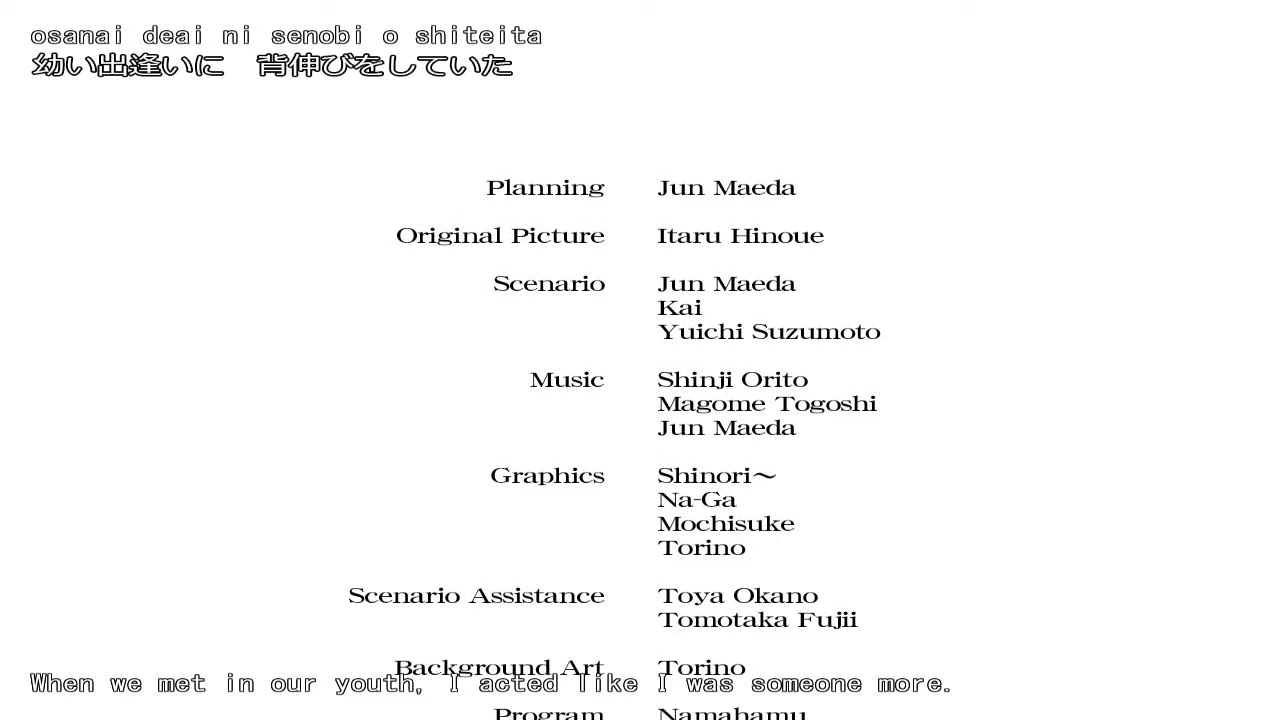 osanai deai ni senobi o shiteita
幼い出逢いに　背伸びをしていた
Planning Jun Maeda
Original Picture Itaru Hinoue
Scenario Jun Maeda
Kai
Yuichi Suzumoto
Music Shinji Orito
Magome Togoshi
Jun Maeda
Graphics Shinori〜
Na-Ga
Mochisuke
Torino
Scenario Assistance Toya Okano
Tomotaka Fujii
Background Art Torino
When we met in our youth, I acted like I was someone more.
Program Namahamu